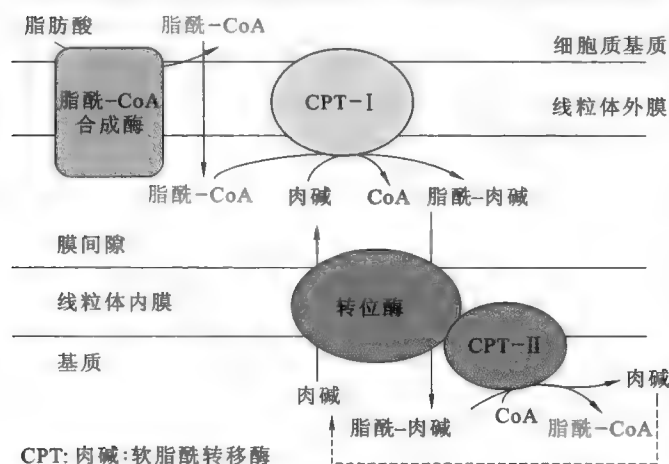 脂肪酸 脂酰-CoA
细胞质基质
脂酰-CoA
合成酶
CPT-Ⅰ
线粒体外膜
脂酰-CoA 肉碱 CoA 脂酰-肉碱
膜间隙
线粒体内膜
转位酶
CPT-Ⅱ
基质
肉碱
肉碱
CoA
脂酰-肉碱
脂酰-CoA
CPT: 肉碱:软脂酰转移酶